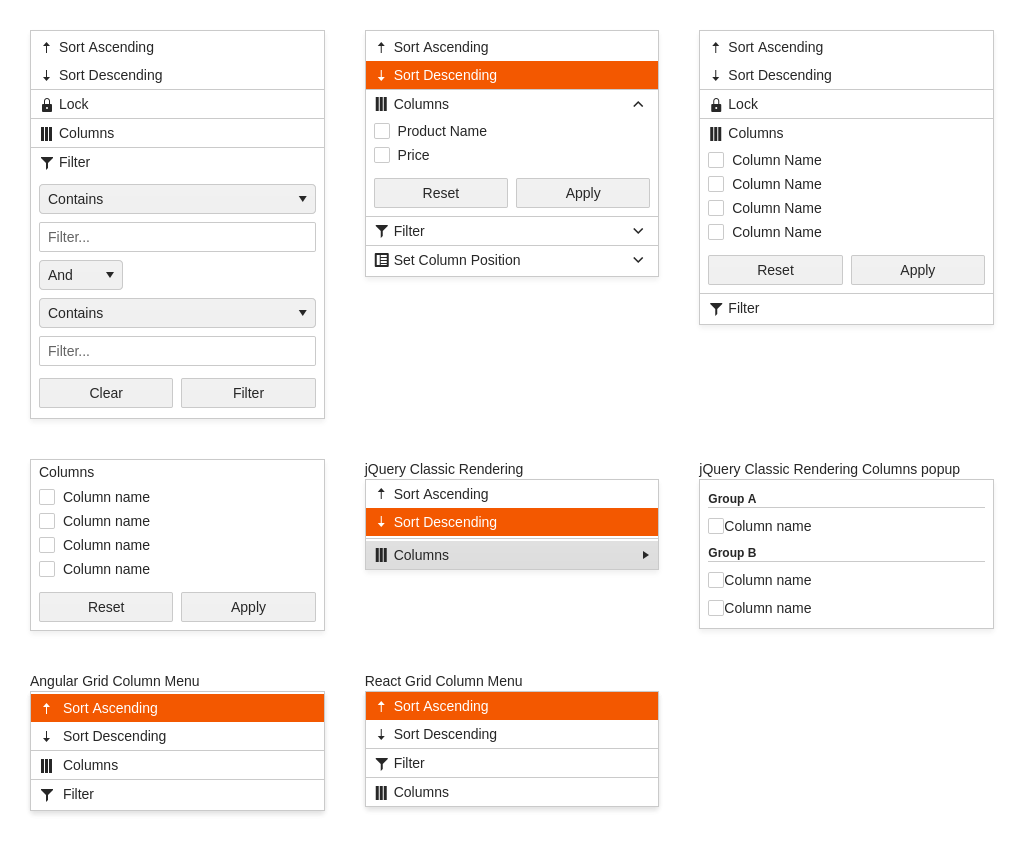 Sort Ascending
Sort Descending
Lock
Columns
Filter
Contains
Filter...
And
Contains
Filter...
Clear Filter
Sort Ascending
Sort Descending
Columns
Product Name
Price
Reset Apply
Filter
Set Column Position
Sort Ascending
Sort Descending
Lock
Columns
Column Name
Column Name
Column Name
Column Name
Reset Apply
Filter
Columns
Column name
Column name
Column name
Column name
Reset Apply
jQuery Classic Rendering
Sort Ascending
Sort Descending
Columns
jQuery Classic Rendering Columns popup
Group A
Column name
Group B
Column name
Column name
Angular Grid Column Menu
Sort Ascending
Sort Descending
Columns
Filter
React Grid Column Menu
Sort Ascending
Sort Descending
Filter
Columns